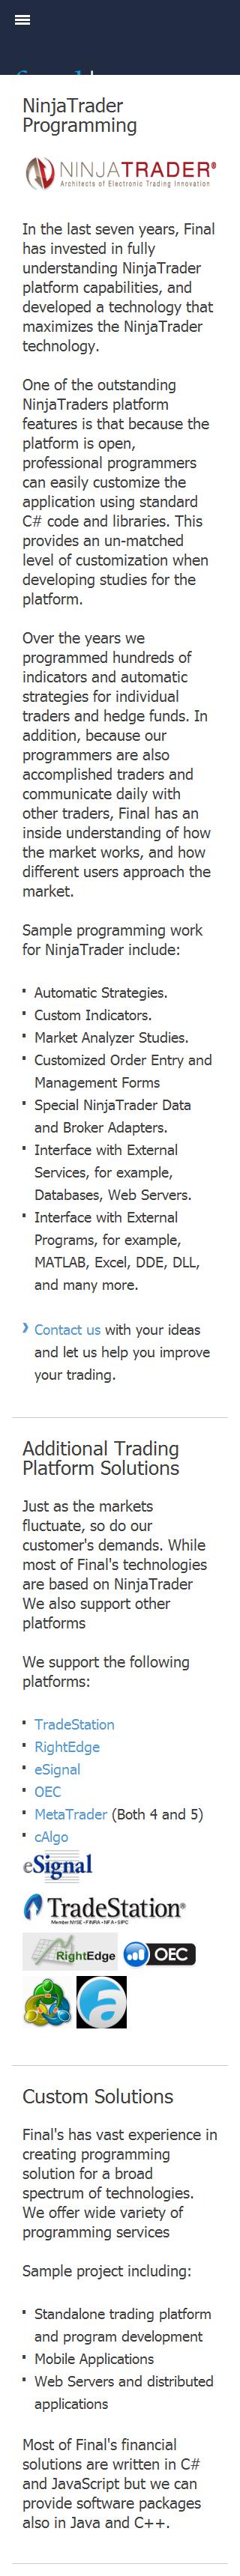 NinjaTrader
Programming
NINJATRADER®
Architects of Electronic Trading Innovation
In the last seven years, Final
has invested in fully
understanding NinjaTrader
platform capabilities, and
developed a technology that
maximizes the NinjaTrader
technology.
One of the outstanding
NinjaTraders platform
features is that because the
platform is open,
professional programmers
can easily customize the
application using standard
C# code and libraries. This
provides an un-matched
level of customization when
developing studies for the
platform.
Over the years we
programmed hundreds of
indicators and automatic
strategies for individual
traders and hedge funds. In
addition, because our
programmers are also
accomplished traders and
communicate daily with
other traders, Final has an
inside understanding of how
the market works, and how
different users approach the
market.
Sample programming work
for NinjaTrader include:
Automatic Strategies.
Custom Indicators.
Market Analyzer Studies.
Customized Order Entry and
Management Forms
Special NinjaTrader Data
and Broker Adapters.
Interface with External
Services, for example,
Databases, Web Servers.
Interface with External
Programs, for example,
MATLAB, Excel, DDE, DLL,
and many more.
Contact us with your ideas
and let us help you improve
your trading.
Additional Trading
Platform Solutions
Just as the markets
fluctuate, so do our
customer's demands. While
most of Final's technologies
are based on NinjaTrader
We also support other
platforms
We support the following
platforms:
TradeStation
RightEdge
eSignal
OEC
MetaTrader (Both 4 and 5)
cAlgo
eSignal
TradeStation®
Member NYSE • FINRA • NFA • SIPC
RightEdge OEC
Custom Solutions
Final's has vast experience in
creating programming
solution for a broad
spectrum of technologies.
We offer wide variety of
programming services
Sample project including:
Standalone trading platform
and program development
Mobile Applications
Web Servers and distributed
applications
Most of Final's financial
solutions are written in C#
and JavaScript but we can
provide software packages
also in Java and C++.